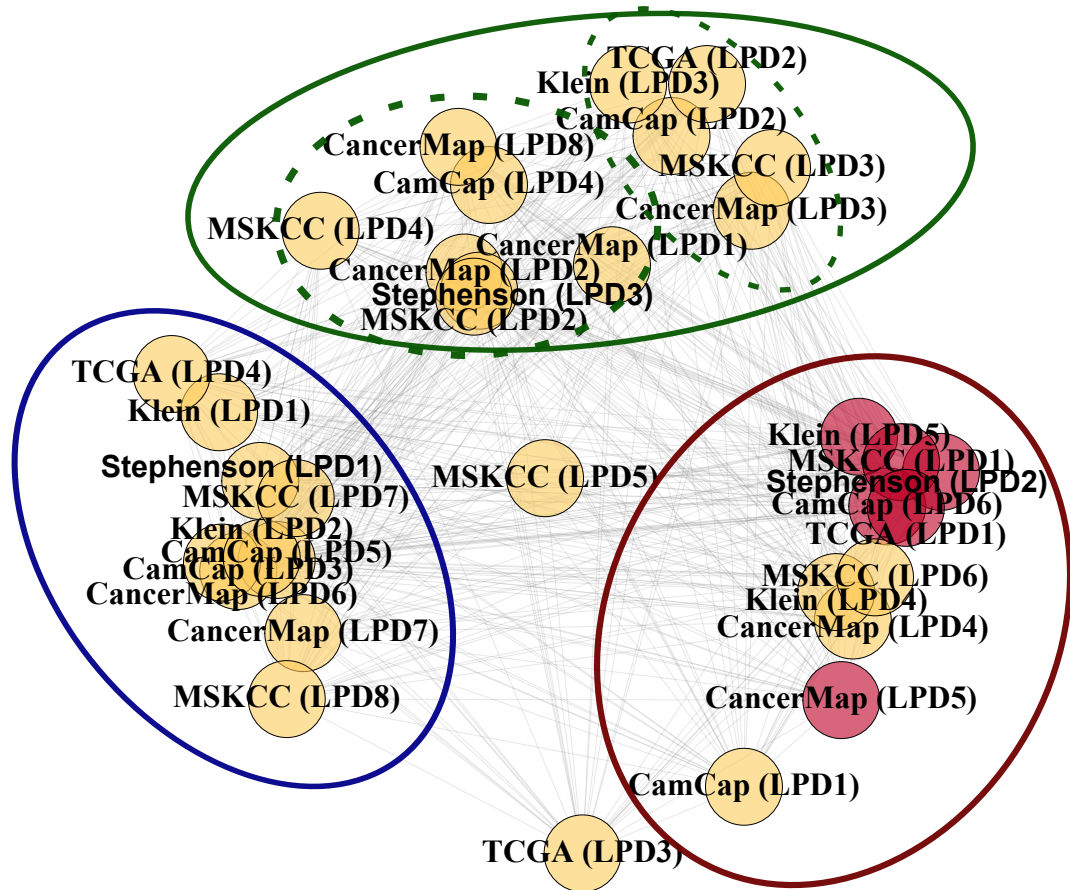 TCGA (LPD2)
Klein (LPD3)
CamCap (LPD2)
CancerMap (LPD8)
MSKCC (LPD3)
CamCap (LPD4)
CancerMap (LPD3)
MSKCC (LPD4)
CancerMap (LPD1)
CancerMap (LPD2)
Stephenson (LPD3)
MSKCC (LPD2)
TCGA (LPD4)
Klein (LPD1)
Stephenson (LPD1)
MSKCC (LPD7)
Klein (LPD2)
CamCap (LPD5)
CamCap (LPD3)
CancerMap (LPD6)
CancerMap (LPD7)
MSKCC (LPD8)
MSKCC (LPD5)
Klein (LPD5)
MSKCC (LPD1)
Stephenson (LPD2)
CamCap (LPD6)
TCGA (LPD1)
MSKCC (LPD6)
Klein (LPD4)
CancerMap (LPD4)
CancerMap (LPD5)
CamCap (LPD1)
TCGA (LPD3)